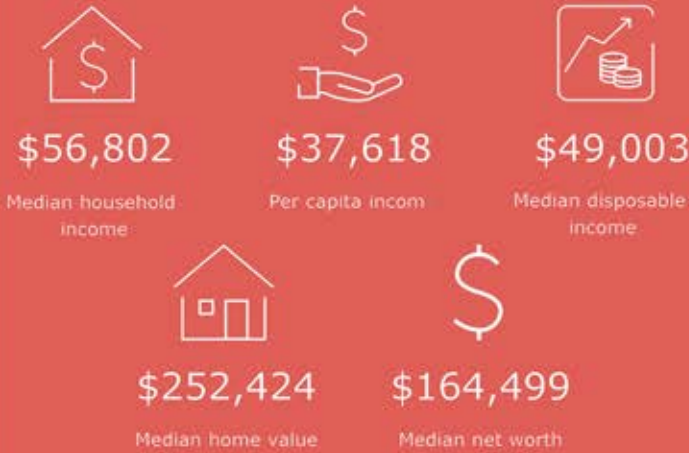 $56,802
Median household
income
$37,618
Per capita incom
$49,003
Median disposable
income
$252,424
Median home value
$164,499
Median net worth